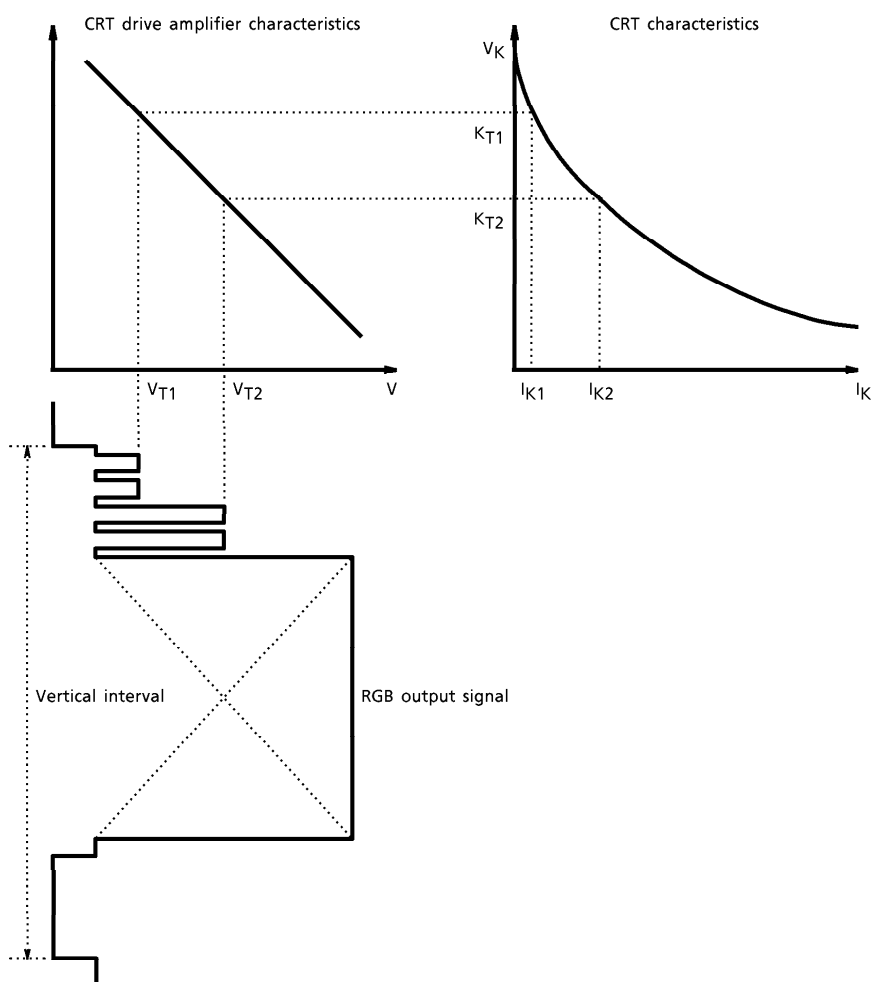 CRT drive amplifier characteristics
CRT characteristics
VK
KT1
KT2
VT1
VT2
V
IK1
IK2
IK
Vertical interval
RGB output signal